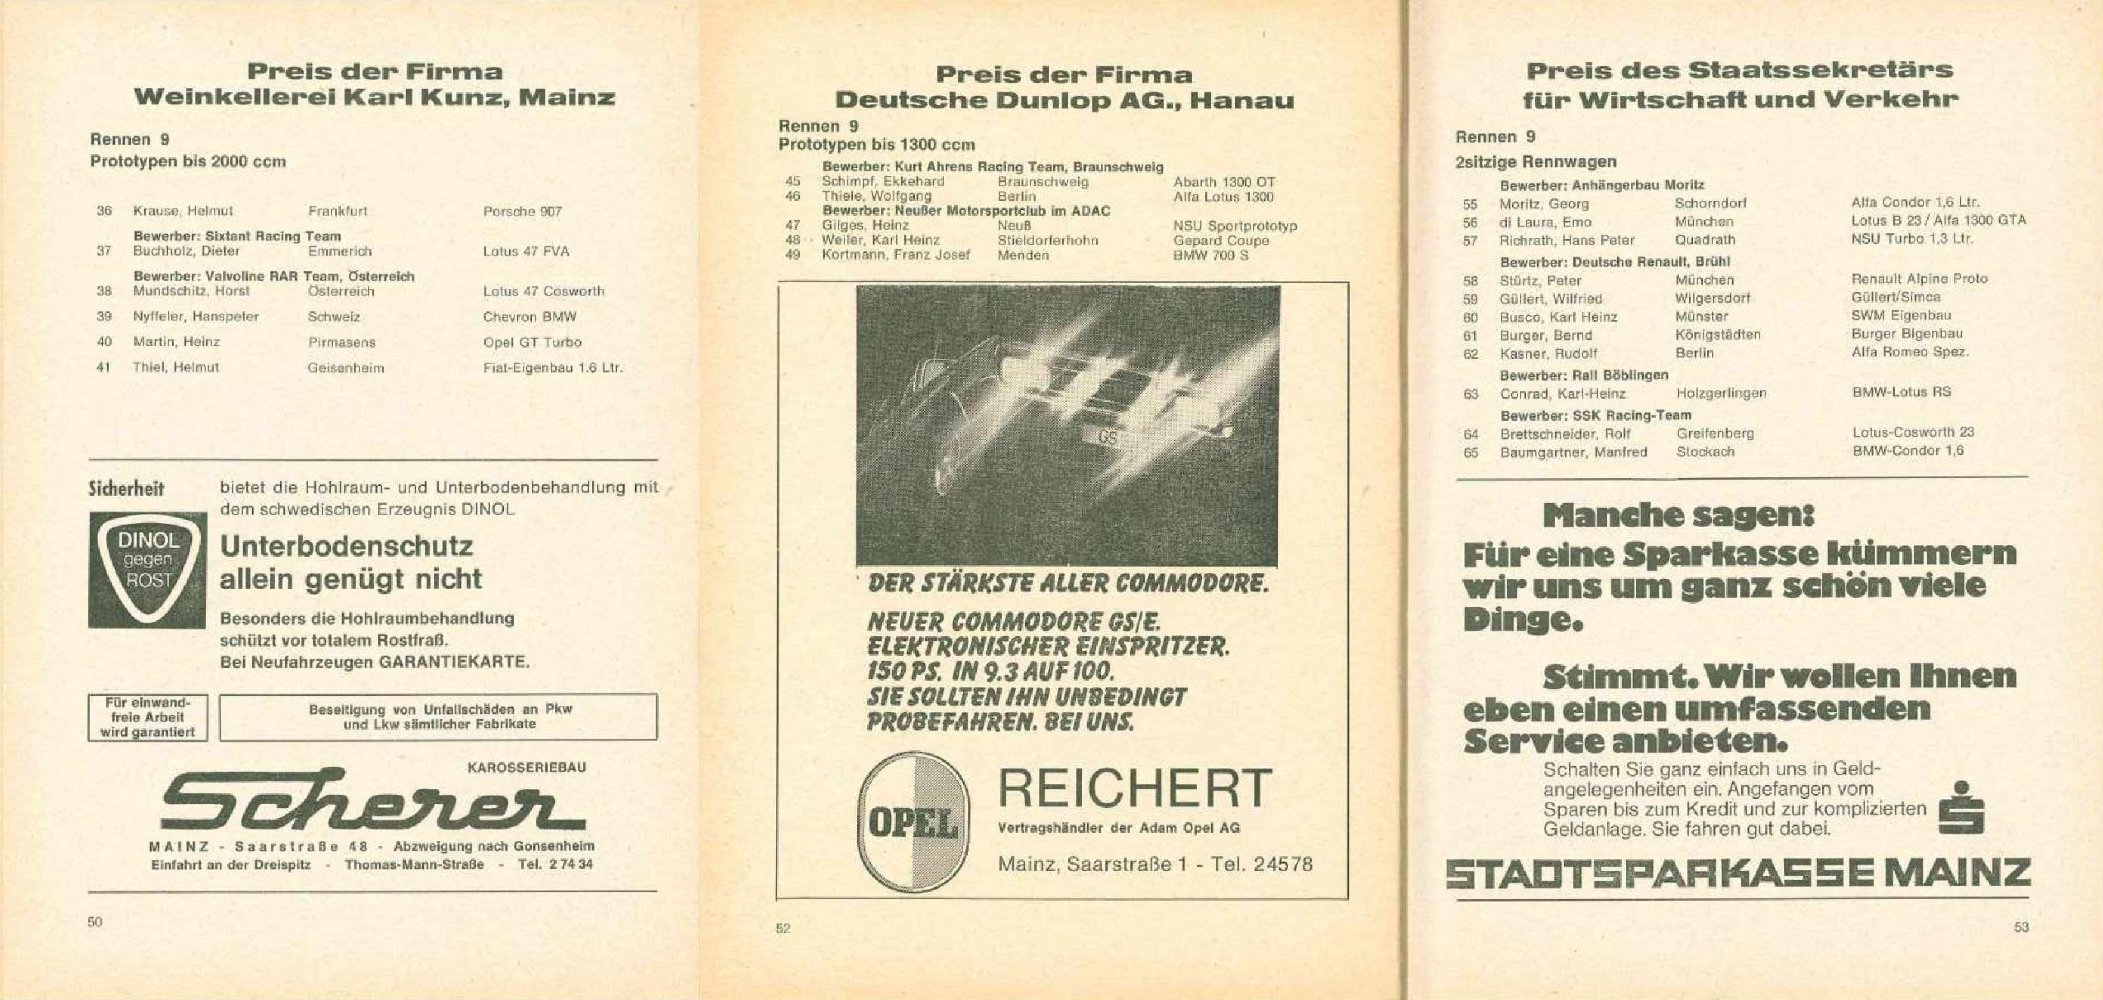 Preis der Firma
Weinkellerei Karl Kunz, Mainz
Rennen 9
Prototypen bis 2000 ccm
36 Krause, Helmut Frankfurt Porsche 907
Bewerber: Sixtant Racing Team
37 Buchholz, Dieter Emmerich Lotus 47 FVA
Bewerber: Valvoline RAR Team, Österreich
38 Mundschitz, Horst Österreich Lotus 47 Cosworth
39 Nyffeler, Hanspeter Schweiz Chevron BMW
40 Martin, Heinz Pirmasens Opel GT Turbo
41 Thiel, Helmut Geisenheim Fiat-Eigenbau 1.6 Ltr.
Sicherheit bietet die Hohlraum- und Unterbodenbehandlung mit
dem schwedischen Erzeugnis DINOL
DINOL
gegen
ROST
Unterbodenschutz
allein genügt nicht
Besonders die Hohlraumbehandlung
schützt vor totalem Rostfraß.
Bei Neufahrzeugen GARANTIEKARTE.
Für einwand-
freie Arbeit
wird garantiert
Beseitigung von Unfallschäden an Pkw
und Lkw sämtlicher Fabrikate
KAROSSERIEBAU
Scherer
MAINZ - Saarstraße 48 - Abzweigung nach Gonsenheim
Einfahrt an der Dreispitz - Thomas-Mann-Straße - Tel. 2 74 34
50
Preis der Firma
Deutsche Dunlop AG., Hanau
Rennen 9
Prototypen bis 1300 ccm
Bewerber: Kurt Ahrens Racing Team, Braunschweig
45 Schimpf, Ekkehard Braunschweig Abarth 1300 OT
46 Thiele, Wolfgang Berlin Alfa Lotus 1300
Bewerber: Neußer Motorsportclub im ADAC
47 Gilges, Heinz Neuß NSU Sportprototyp
48 Weiler, Karl Heinz Stieldorferhohn Gepard Coupe
49 Kortmann, Franz Josef Menden BMW 700 S
GS
DER STÄRKSTE ALLER COMMODORE.
NEUER COMMODORE GS/E.
ELEKTRONISCHER EINSPRITZER.
150 PS. IN 9.3 AUF 100.
SIE SOLLTEN IHN UNBEDINGT
PROBEFAHREN. BEI UNS.
OPEL
REICHERT
Vertragshändler der Adam Opel AG
Mainz, Saarstraße 1 - Tel. 24578
52
Preis des Staatssekretärs
für Wirtschaft und Verkehr
Rennen 9
2sitzige Rennwagen
Bewerber: Anhängerbau Moritz
55 Moritz, Georg Schorndorf Alfa Condor 1,6 Ltr.
56 di Laura, Emo München Lotus B 23 / Alfa 1300 GTA
57 Richrath, Hans Peter Quadrath NSU Turbo 1,3 Ltr.
Bewerber: Deutsche Renault, Brühl
58 Stürtz, Peter München Renault Alpine Proto
59 Güllert, Wilfried Wilgersdorf Güllert/Simca
60 Busco, Karl Heinz Münster SWM Eigenbau
61 Burger, Bernd Königstädten Burger Bigenbau
62 Kasner, Rudolf Berlin Alfa Romeo Spez.
Bewerber: Rall Böblingen
63 Conrad, Karl-Heinz Holzgerlingen BMW-Lotus RS
Bewerber: SSK Racing-Team
64 Brettschneider, Rolf Greifenberg Lotus-Cosworth 23
65 Baumgartner, Manfred Stockach BMW-Condor 1,6
Manche sagen:
Für eine Sparkasse kümmern
wir uns um ganz schön viele
Dinge.
Stimmt. Wir wollen Ihnen
eben einen umfassenden
Service anbieten.
Schalten Sie ganz einfach uns in Geld-
angelegenheiten ein. Angefangen vom
Sparen bis zum Kredit und zur komplizierten
Geldanlage. Sie fahren gut dabei.
STADTSPARKASSE MAINZ
53